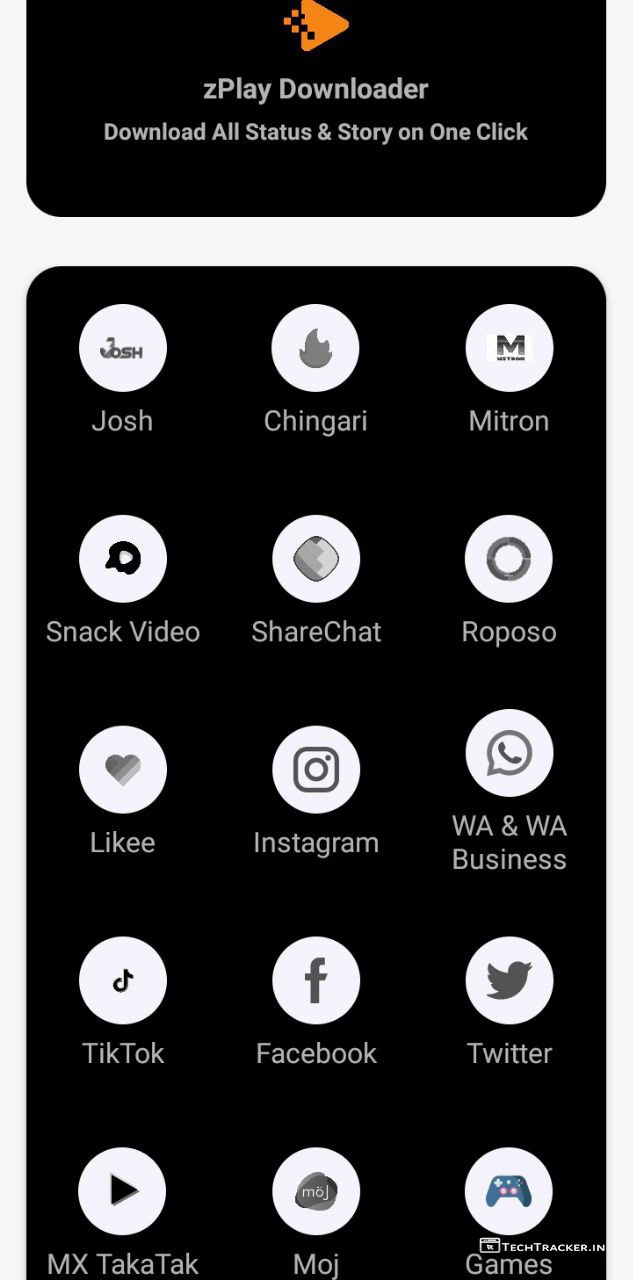 zPlay Downloader
Download All Status & Story on One Click
JOSH
M
MITRON
Josh
Chingari
Mitron
Snack Video
ShareChat
Roposo
Likee
Instagram
WA & WA
Business
TikTok
Facebook
Twitter
möj
MX TakaTak
Moj
Games
TECHTRACKER.IN